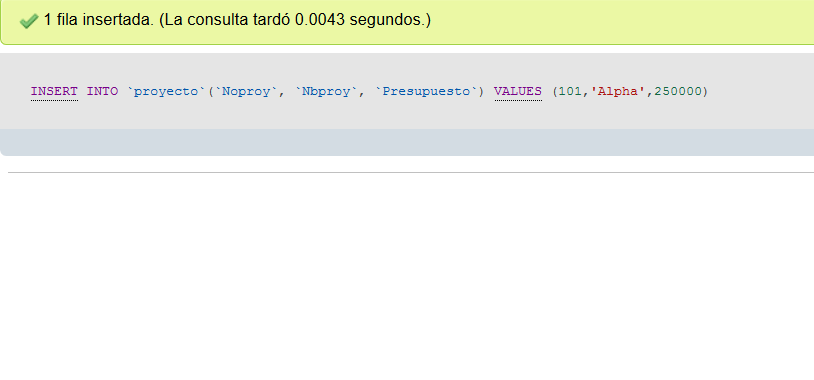 1 fila insertada. (La consulta tardó 0.0043 segundos.)
INSERT INTO `proyecto`(`Noproy`, `Nbproy`, `Presupuesto`) VALUES (101,'Alpha',250000)